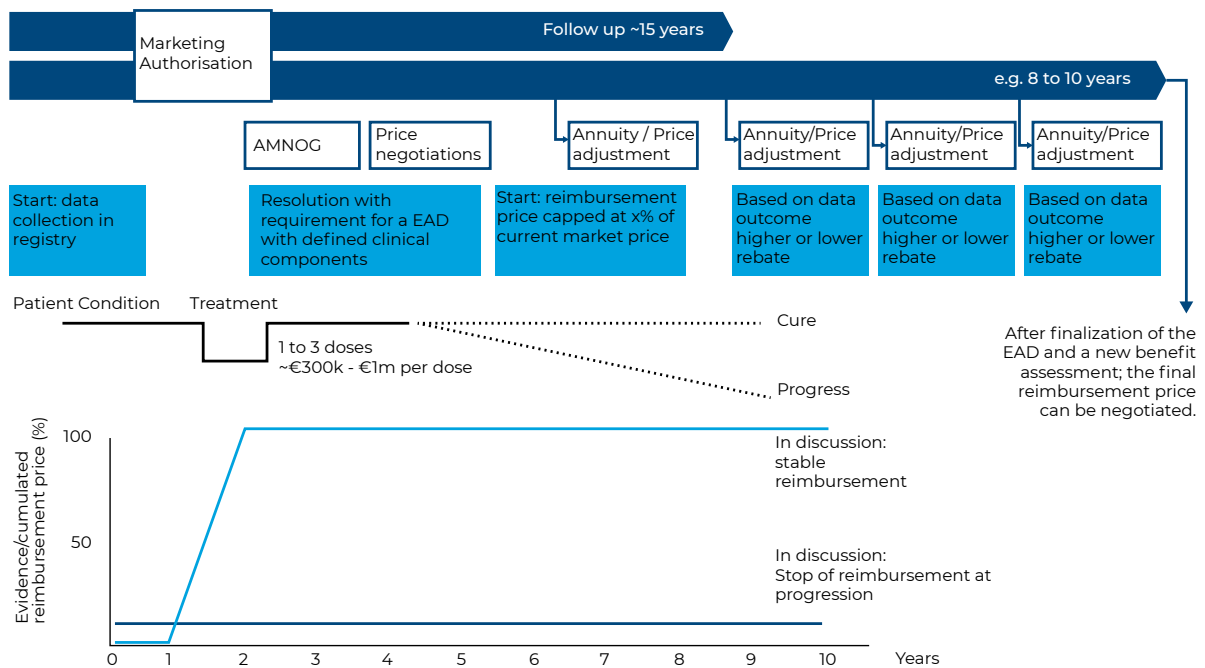 Follow up ~15 years
Marketing
Authorisation
e.g. 8 to 10 years
AMNOG
Price
negotiations
Annuity / Price
adjustment
Annuity/Price
adjustment
Annuity/Price
adjustment
Annuity/Price
adjustment
Start: data
collection in
registry
Resolution with
requirement for a EAD
with defined clinical
components
Start: reimbursement
price capped at x% of
current market price
Based on data
outcome
higher or lower
rebate
Based on data
outcome
higher or lower
rebate
Based on data
outcome
higher or lower
rebate
Patient Condition
Treatment
1 to 3 doses
~€300k - €1m per dose
Cure
Progress
After finalization of the
EAD and a new benefit
assessment; the final
reimbursement price
can be negotiated.
Evidence/cumulated
reimbursement price (%)
100
50
In discussion:
stable
reimbursement
In discussion:
Stop of reimbursement at
progression
0 1 2 3 4 5 6 7 8 9 10 Years